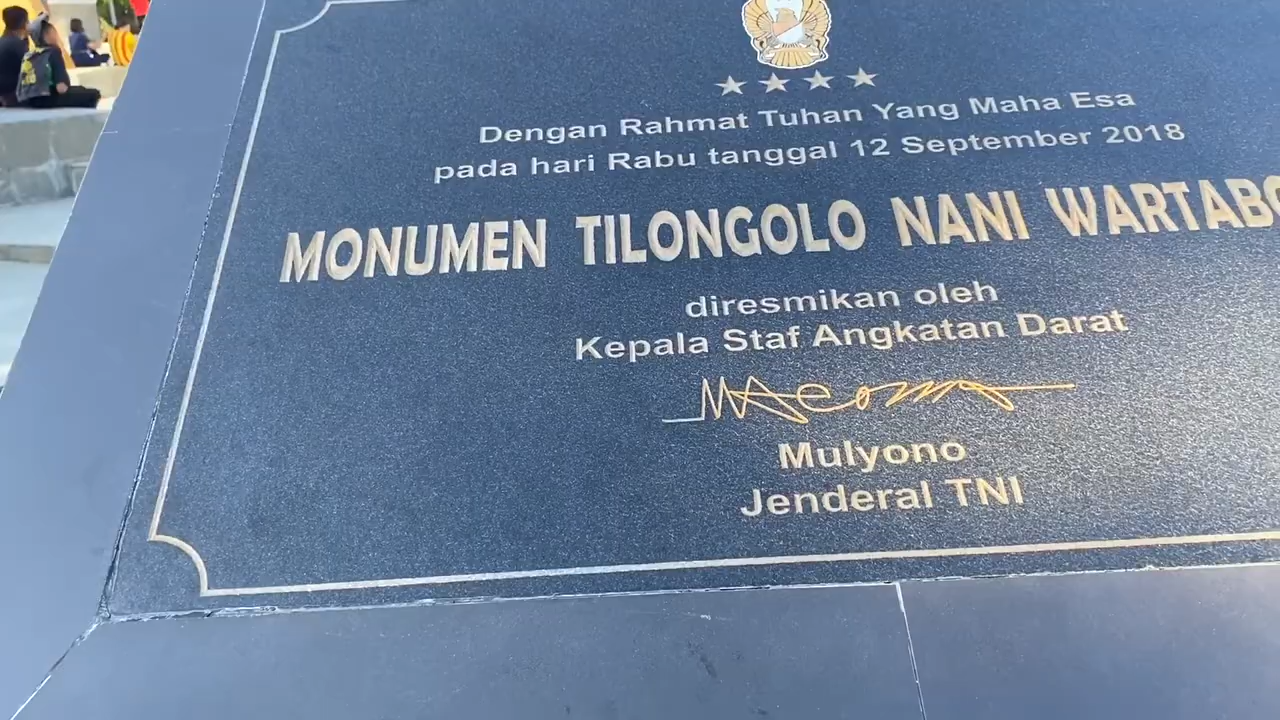 Dengan Rahmat Tuhan Yang Maha Esa
pada hari Rabu tanggal 12 September 2018
MONUMEN TILONGOLO NANI WARTABO
diresmikan oleh
Kepala Staf Angkatan Darat
Mulyono
Jenderal TNI